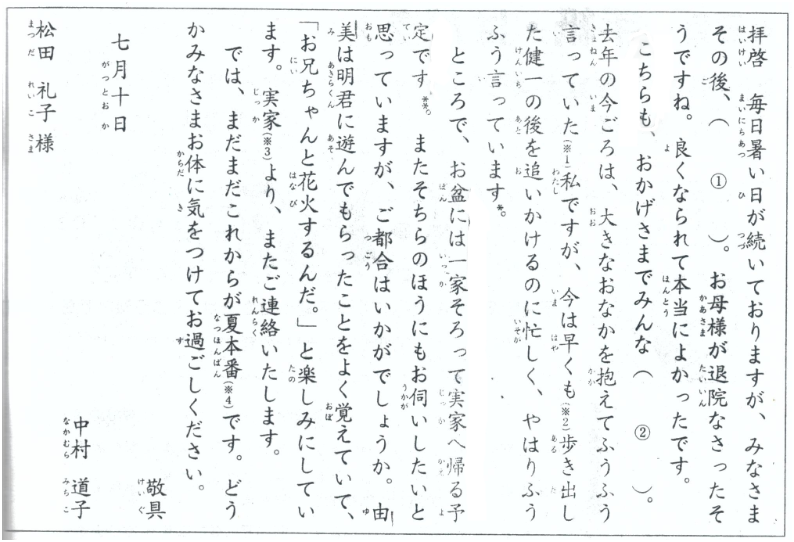 拝啓　毎日暑い日が続いておりますが、みなさま
その後、(　①　)。お母様が退院なさったそ
うですね。良くなられて本当によかったです。
　こちらも、おかげさまでみんな(　②　)。
去年の今ごろは、大きなおなかを抱えてふうふう
言っていた(※1)私ですが、今は早くも(※2)歩き出し
た健一の後を追いかけるのに忙しく、やはりふう
ふう言っています。
　ところで、お盆には一家そろって実家へ帰る予
定です。またそちらのほうにもお伺いしたいと
思っていますが、ご都合はいかがでしょうか。由
美は明君に遊んでもらったことをよく覚えていて、
「お兄ちゃんと花火するんだ。」と楽しみにしてい
ます。実家(※3)より、またご連絡いたします。
　では、まだまだこれからが夏本番(※4)です。どう
かみなさまお体に気をつけてお過ごしください。
敬具
七月十日
中村　道子
松田　礼子様